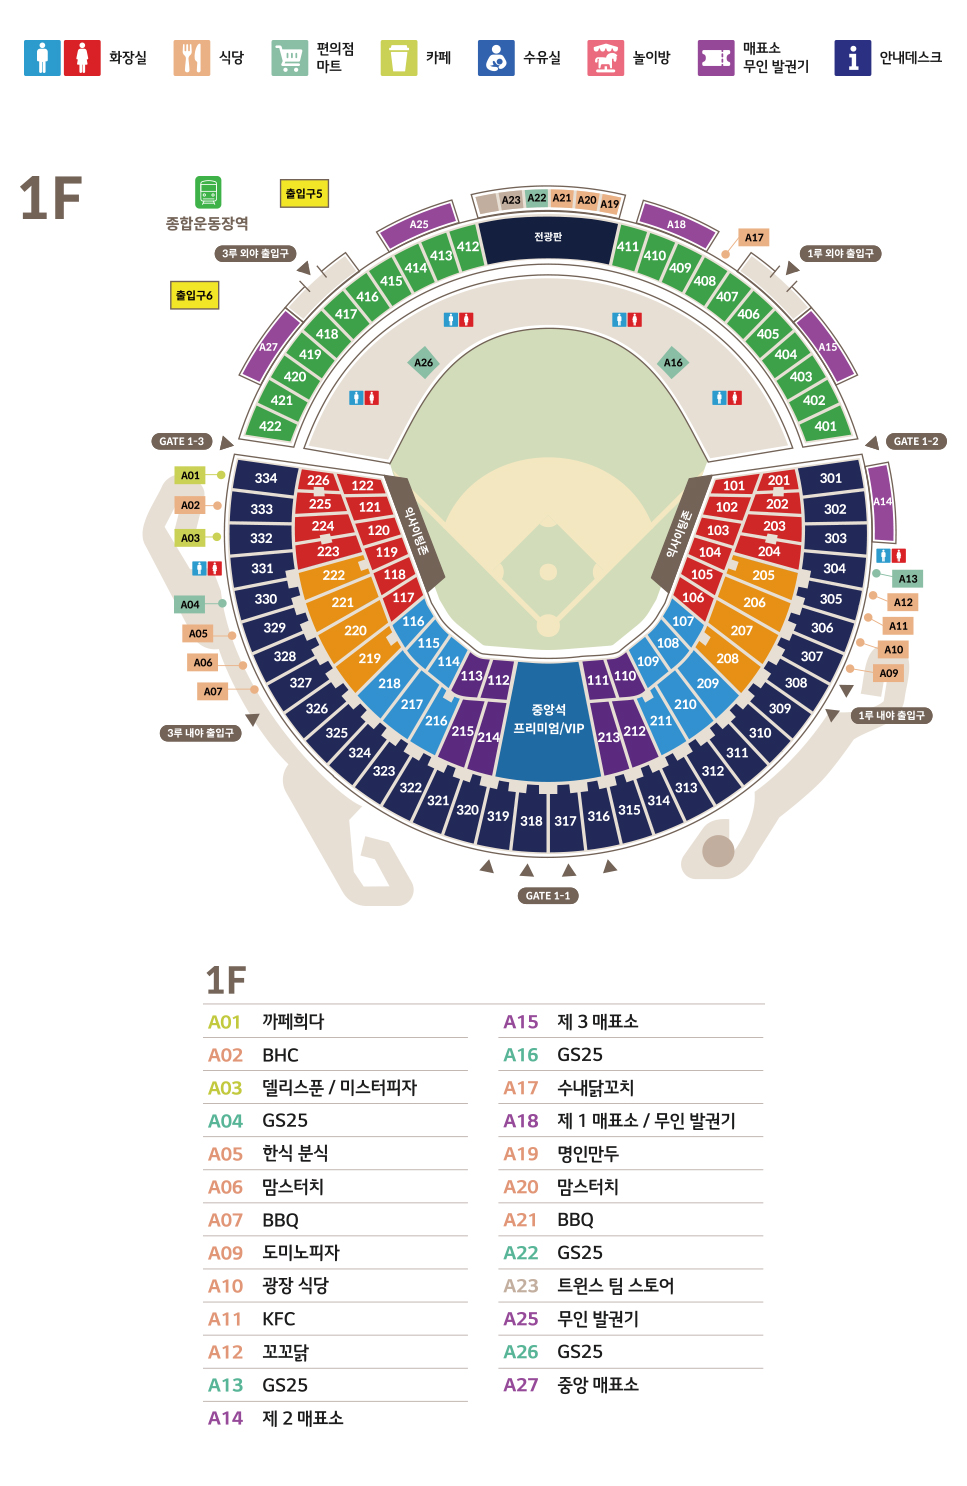 화장실
식당
편의점
마트
카페
수유실
놀이방
매표소
무인 발권기
안내데스크
1F
종합운동장역
출입구5
출입구6
3루 외야 출입구
1루 외야 출입구
A23 A22 A21 A20 A19
A25
A18
A17
A27
A15
전광판
412 411
413 410
414 409
415 408
416 407
417 406
418 405
419 404
420 403
421 402
422 401
A26
A16
GATE 1-3
GATE 1-2
A01
A02
A03
A04
A05
A06
A07
A14
A13
A12
A11
A10
A09
334 226 122 101 201 301
333 225 121 102 202 302
332 224 120 103 203 303
331 223 119 104 204 304
330 222 118 105 205 305
329 221 117 106 206 306
328 220 116 107 207 307
327 219 115 108 208 308
326 218 114 109 209 309
325 217 113 112 111 110 210 310
324 216 215 214 213 212 211 311
323 322 321 320 319 318 317 316 315 314 313 312
익사이팅존
익사이팅존
중앙석
프리미엄/VIP
3루 내야 출입구
1루 내야 출입구
GATE 1-1
1F
A01 까페희다
A02 BHC
A03 델리스푼 / 미스터피자
A04 GS25
A05 한식 분식
A06 맘스터치
A07 BBQ
A09 도미노피자
A10 광장 식당
A11 KFC
A12 꼬꼬닭
A13 GS25
A14 제 2 매표소
A15 제 3 매표소
A16 GS25
A17 수내닭꼬치
A18 제 1 매표소 / 무인 발권기
A19 명인만두
A20 맘스터치
A21 BBQ
A22 GS25
A23 트윈스 팀 스토어
A25 무인 발권기
A26 GS25
A27 중앙 매표소